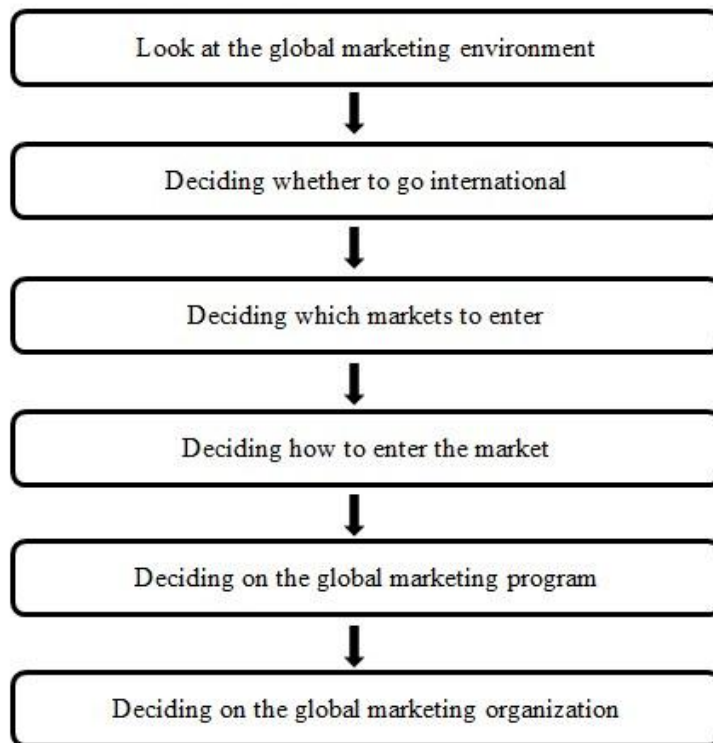 Look at the global marketing environment
Deciding whether to go international
Deciding which markets to enter
Deciding how to enter the market
Deciding on the global marketing program
Deciding on the global marketing organization